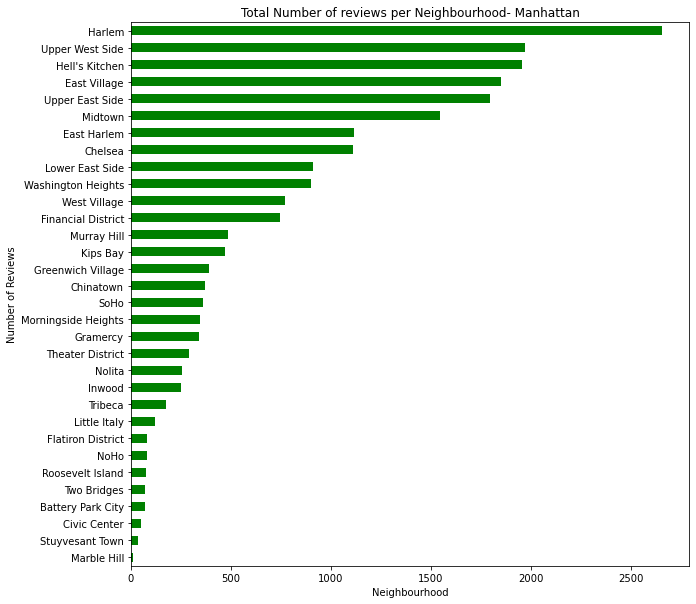 Total Number of reviews per Neighbourhood- Manhattan
Number of Reviews
Harlem
Upper West Side
Hell's Kitchen
East Village
Upper East Side
Midtown
East Harlem
Chelsea
Lower East Side
Washington Heights
West Village
Financial District
Murray Hill
Kips Bay
Greenwich Village
Chinatown
SoHo
Morningside Heights
Gramercy
Theater District
Nolita
Inwood
Tribeca
Little Italy
Flatiron District
NoHo
Roosevelt Island
Two Bridges
Battery Park City
Civic Center
Stuyvesant Town
Marble Hill
0 500 1000 1500 2000 2500
Neighbourhood